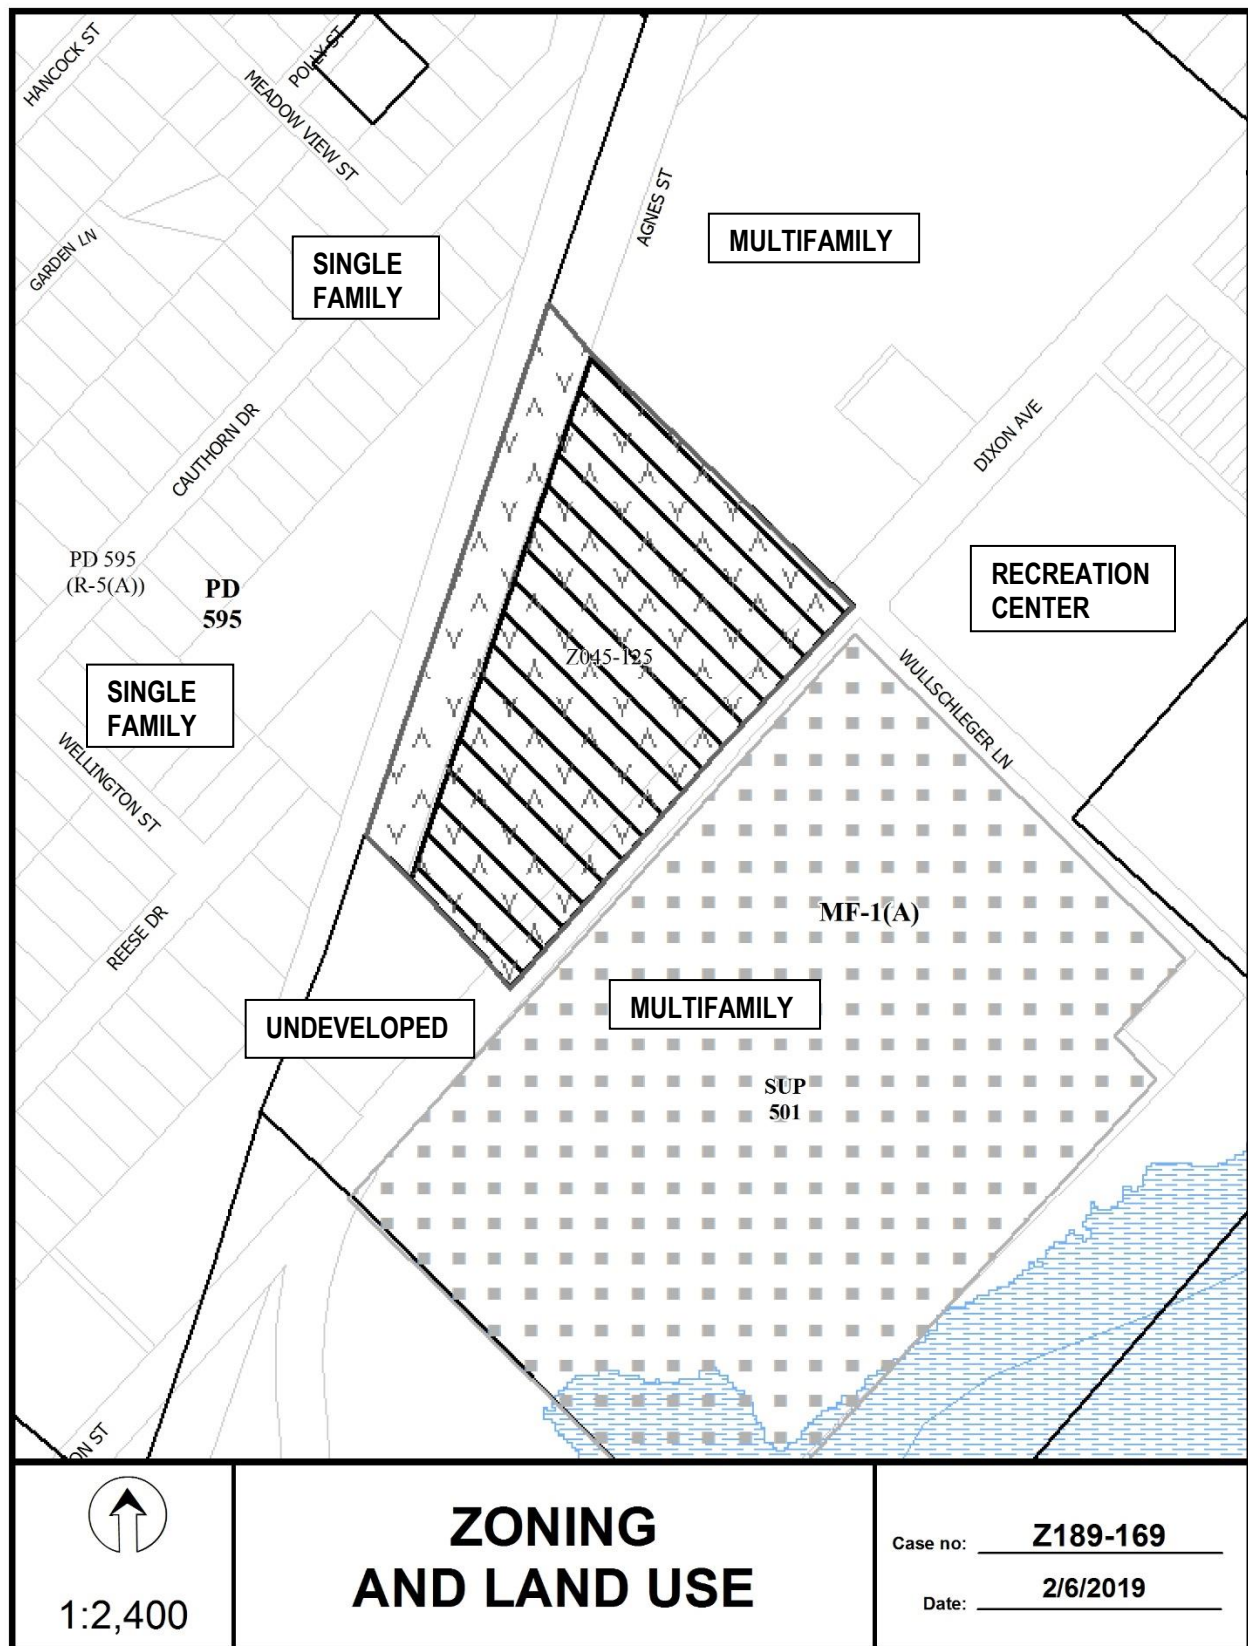 HANCOCK ST
POLLY ST
MEADOW VIEW ST
AGNES ST
GARDEN LN
SINGLE
FAMILY
MULTIFAMILY
CAUTHORN DR
DIXON AVE
PD 595
(R-5(A))
PD
595
RECREATION
CENTER
Z045-125
SINGLE
FAMILY
WULLSCHLEGER LN
WELLINGTON ST
REESE DR
MF-1(A)
UNDEVELOPED
MULTIFAMILY
SUP
501
ON ST
1:2,400
ZONING
AND LAND USE
Case no: Z189-169
Date: 2/6/2019